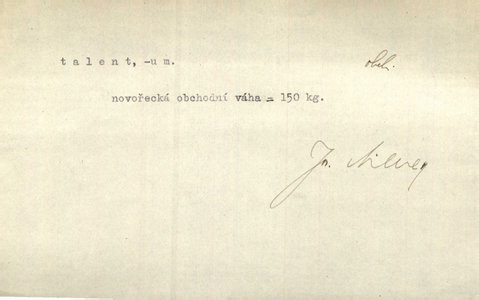 talent, -um. obch.
novořecká obchodní váha = 150 kg.